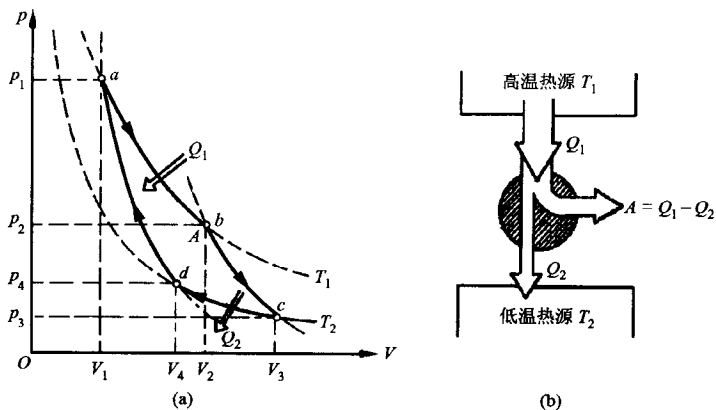 p
p₁
a
Q₁
p₂
b
A
p₄
d
T₁
p₃
c
T₂
Q₂
O
V₁
V₄
V₂
V₃
V
(a)
高温热源 T₁
Q₁
A = Q₁ − Q₂
Q₂
低温热源 T₂
(b)